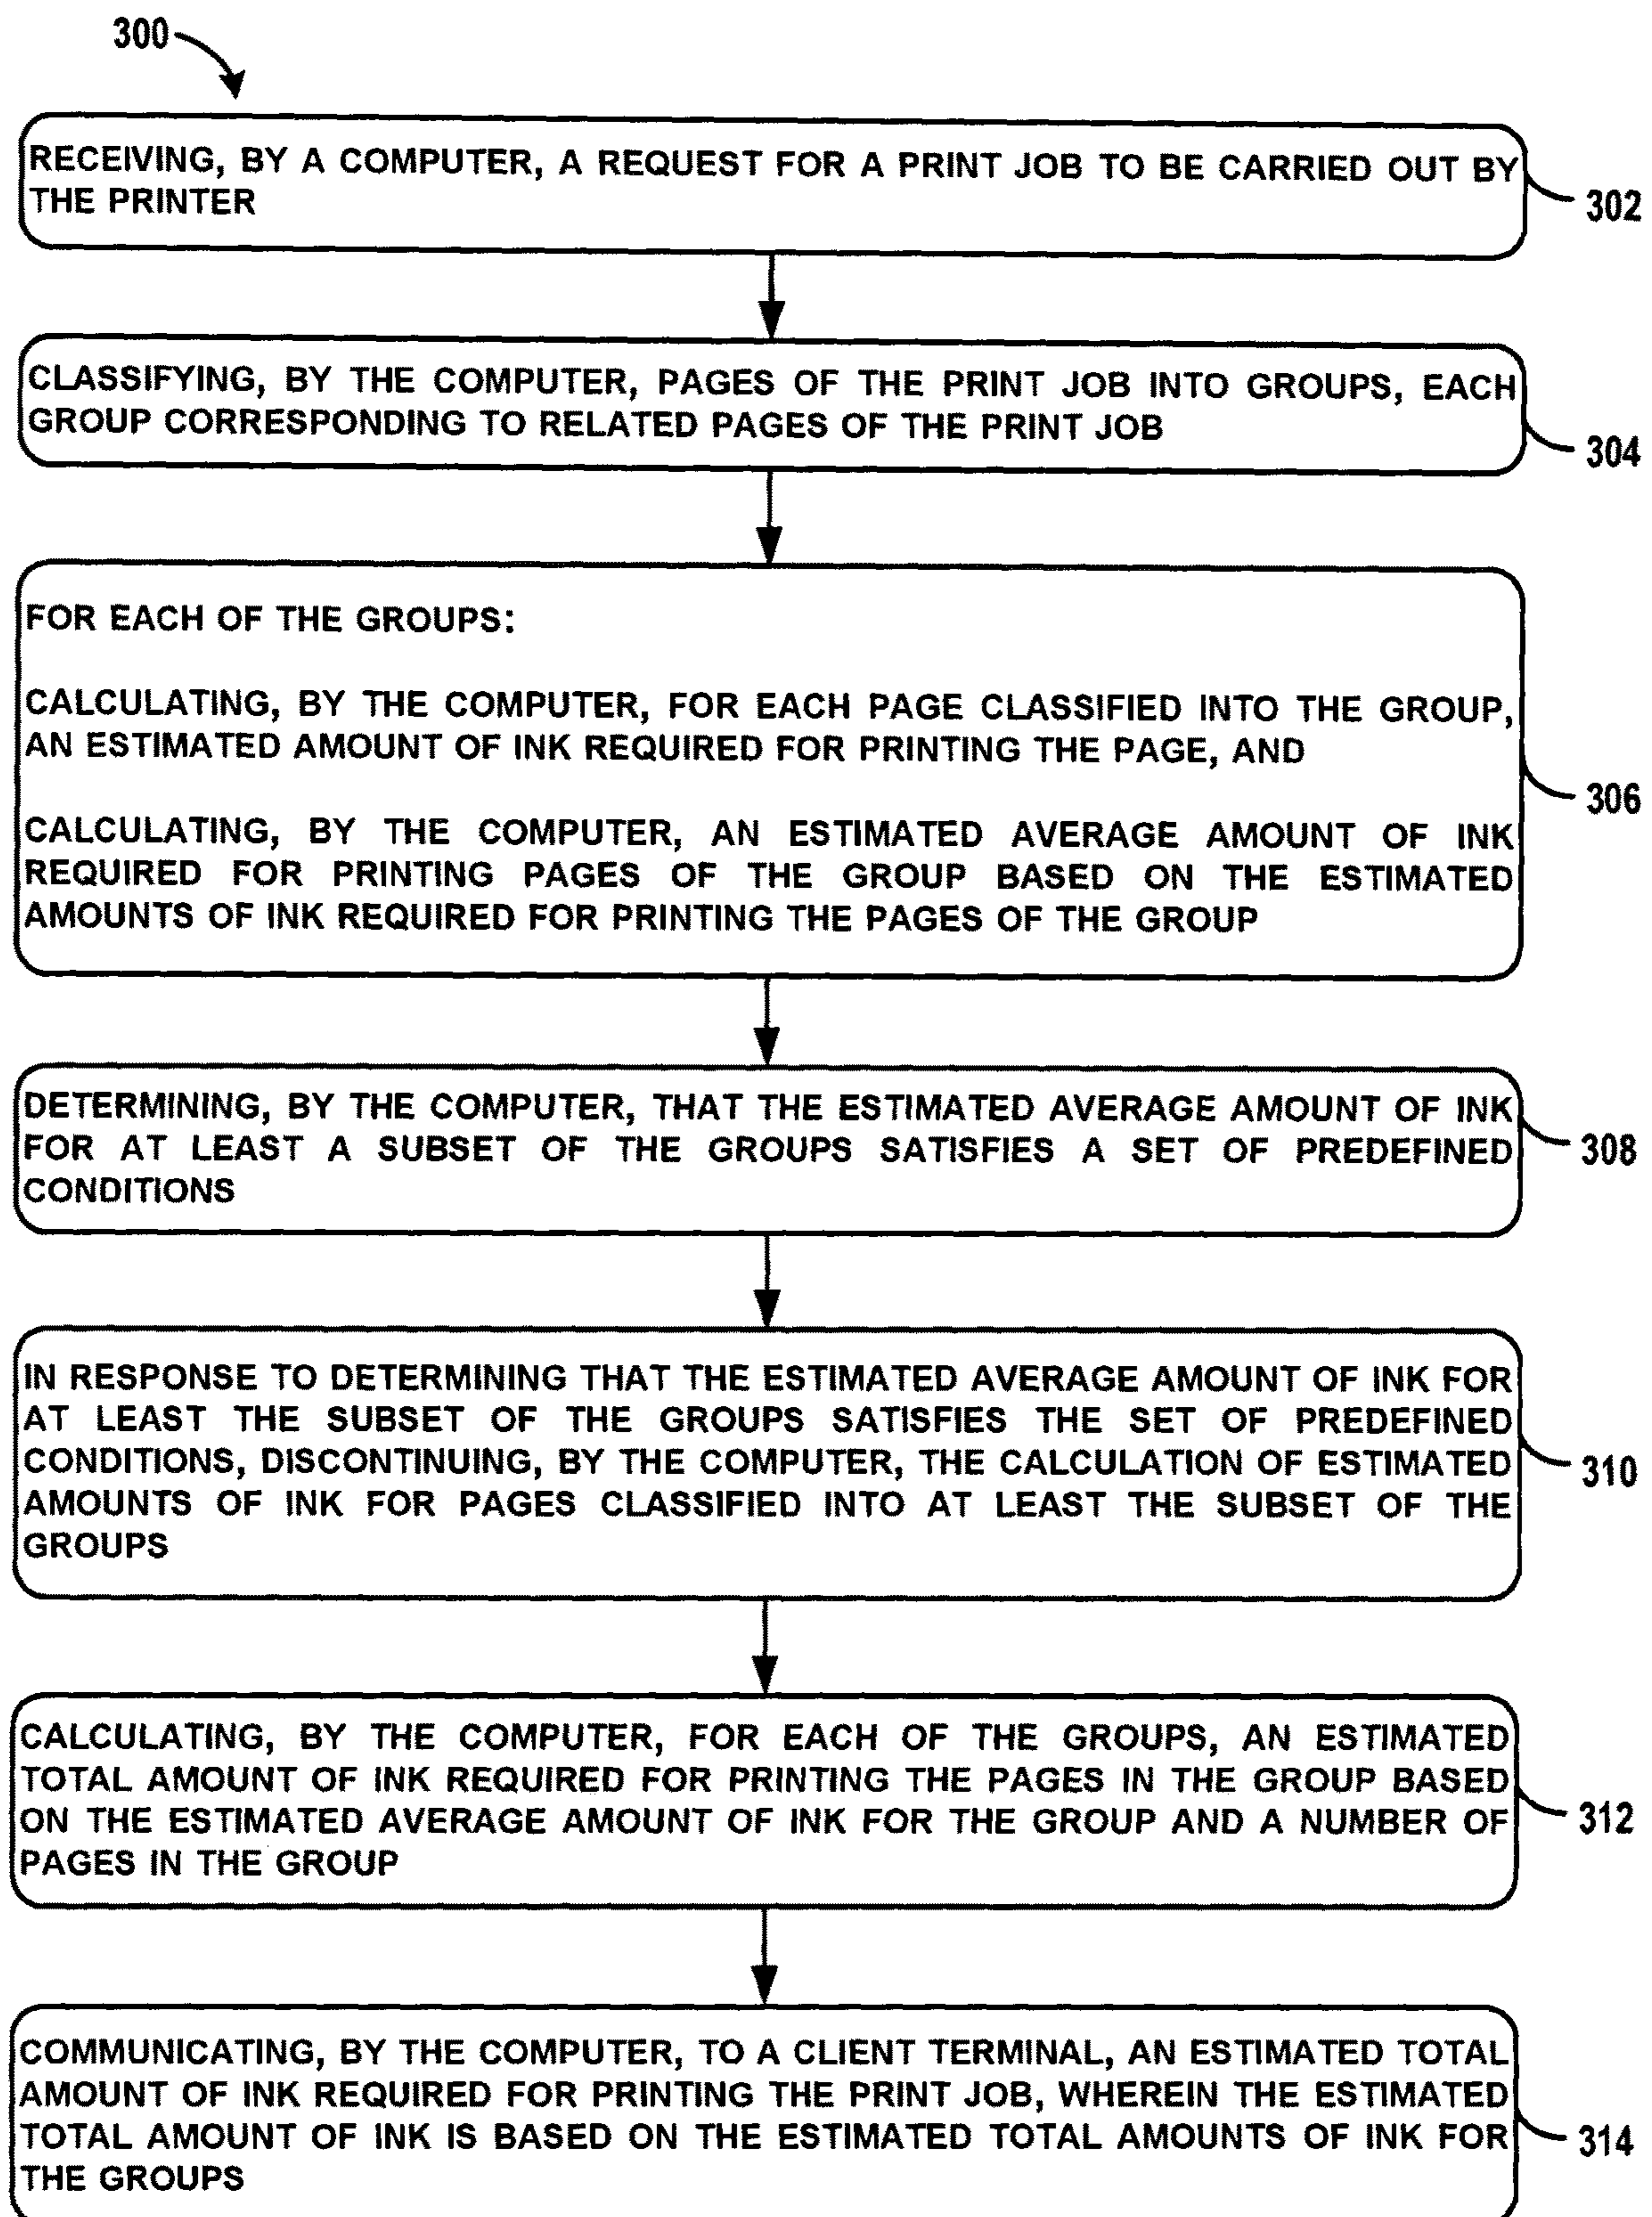 300
RECEIVING, BY A COMPUTER, A REQUEST FOR A PRINT JOB TO BE CARRIED OUT BY
THE PRINTER
302
CLASSIFYING, BY THE COMPUTER, PAGES OF THE PRINT JOB INTO GROUPS, EACH
GROUP CORRESPONDING TO RELATED PAGES OF THE PRINT JOB
304
FOR EACH OF THE GROUPS:
CALCULATING, BY THE COMPUTER, FOR EACH PAGE CLASSIFIED INTO THE GROUP,
AN ESTIMATED AMOUNT OF INK REQUIRED FOR PRINTING THE PAGE, AND
306
CALCULATING, BY THE COMPUTER, AN ESTIMATED AVERAGE AMOUNT OF INK
REQUIRED FOR PRINTING PAGES OF THE GROUP BASED ON THE ESTIMATED
AMOUNTS OF INK REQUIRED FOR PRINTING THE PAGES OF THE GROUP
DETERMINING, BY THE COMPUTER, THAT THE ESTIMATED AVERAGE AMOUNT OF INK
FOR AT LEAST A SUBSET OF THE GROUPS SATISFIES A SET OF PREDEFINED
CONDITIONS
308
IN RESPONSE TO DETERMINING THAT THE ESTIMATED AVERAGE AMOUNT OF INK FOR
AT LEAST THE SUBSET OF THE GROUPS SATISFIES THE SET OF PREDEFINED
CONDITIONS, DISCONTINUING, BY THE COMPUTER, THE CALCULATION OF ESTIMATED
AMOUNTS OF INK FOR PAGES CLASSIFIED INTO AT LEAST THE SUBSET OF THE
GROUPS
310
CALCULATING, BY THE COMPUTER, FOR EACH OF THE GROUPS, AN ESTIMATED
TOTAL AMOUNT OF INK REQUIRED FOR PRINTING THE PAGES IN THE GROUP BASED
ON THE ESTIMATED AVERAGE AMOUNT OF INK FOR THE GROUP AND A NUMBER OF
PAGES IN THE GROUP
312
COMMUNICATING, BY THE COMPUTER, TO A CLIENT TERMINAL, AN ESTIMATED TOTAL
AMOUNT OF INK REQUIRED FOR PRINTING THE PRINT JOB, WHEREIN THE ESTIMATED
TOTAL AMOUNT OF INK IS BASED ON THE ESTIMATED TOTAL AMOUNTS OF INK FOR
THE GROUPS
314